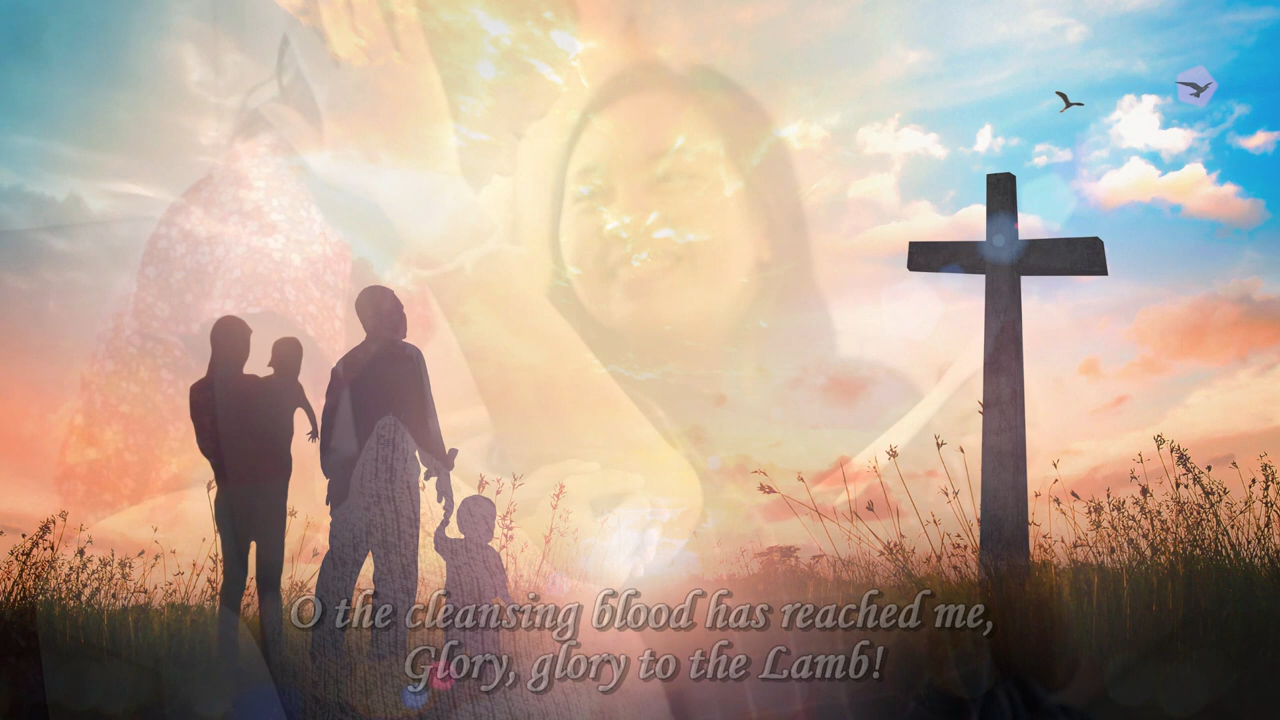 O the cleansing blood has reached me,
Glory, glory to the Lamb!